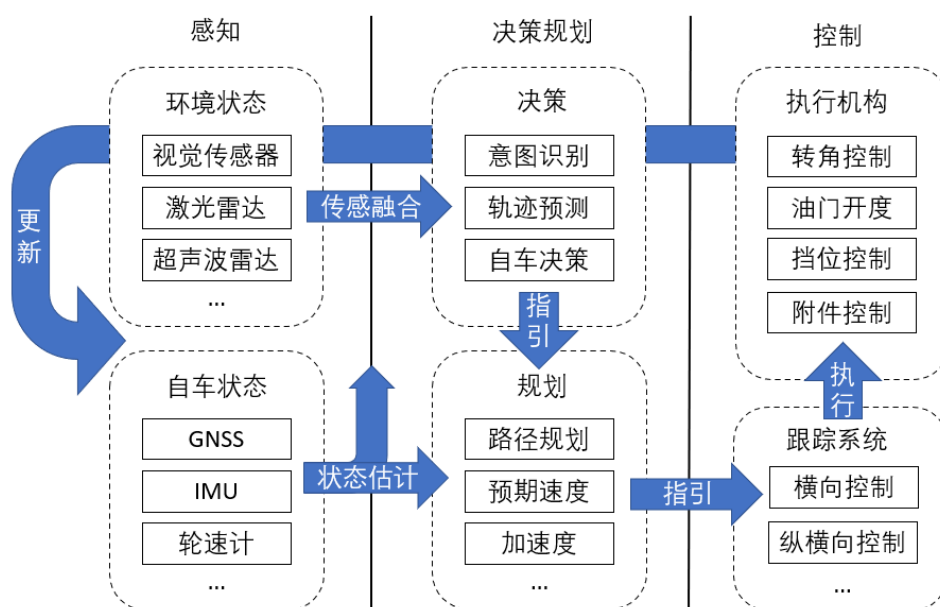 感知
决策规划
控制
环境状态
视觉传感器
激光雷达
超声波雷达
...
更新
传感融合
决策
意图识别
轨迹预测
自车决策
指引
执行机构
转角控制
油门开度
挡位控制
附件控制
自车状态
GNSS
IMU
轮速计
...
状态估计
规划
路径规划
预期速度
加速度
...
指引
执行
跟踪系统
横向控制
纵横向控制
...